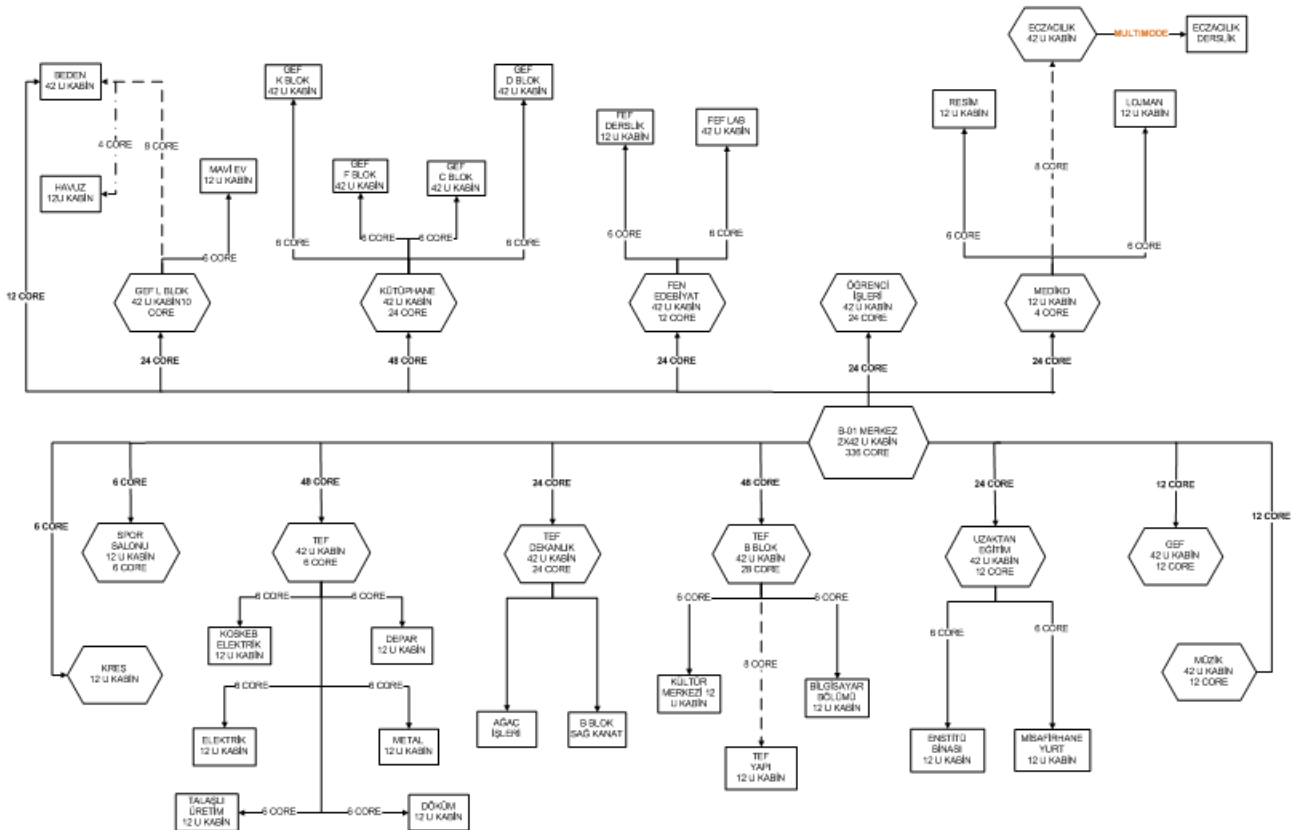 ECZACILIK
42 U KABİN
MULTIMODE
ECZACILIK
DERSLİK
BEDEN
42 U KABİN
GEF
K BLOK
42 U KABİN
GEF
D BLOK
42 U KABİN
RESİM
12 U KABİN
LOJMAN
12 U KABİN
FEF
DERSLİK
12 U KABİN
FEF LAB
42 U KABİN
4 CORE
8 CORE
MAVİ EV
12 U KABİN
GEF
F BLOK
42 U KABİN
GEF
C BLOK
42 U KABİN
8 CORE
HAVUZ
12U KABİN
6 CORE
6 CORE
6 CORE
6 CORE
6 CORE
6 CORE
6 CORE
6 CORE
6 CORE
12 CORE
GEF L BLOK
42 U KABİN10
CORE
KÜTÜPHANE
42 U KABİN
24 CORE
FEN
EDEBİYAT
42 U KABİN
12 CORE
ÖĞRENCİ
İŞLERİ
42 U KABİN
24 CORE
MEDİKO
12 U KABİN
4 CORE
24 CORE
48 CORE
24 CORE
24 CORE
24 CORE
B-01 MERKEZ
2X42 U KABİN
336 CORE
6 CORE
48 CORE
24 CORE
48 CORE
24 CORE
12 CORE
6 CORE
12 CORE
SPOR
SALONU
12 U KABİN
6 CORE
TEF
42 U KABİN
6 CORE
TEF
DEKANLIK
42 U KABİN
24 CORE
TEF
B BLOK
42 U KABİN
28 CORE
UZAKTAN
EĞİTİM
42 U KABİN
12 CORE
GEF
42 U KABİN
12 CORE
6 CORE
6 CORE
6 CORE
6 CORE
KOSKEB
ELEKTRİK
12 U KABİN
DEPAR
12 U KABİN
6 CORE
6 CORE
KREŞ
12 U KABİN
8 CORE
MÜZİK
42 U KABİN
12 CORE
6 CORE
6 CORE
KÜLTÜR
MERKEZİ 12
U KABİN
BİLGİSAYAR
BÖLÜMÜ
12 U KABİN
ELEKTRİK
12 U KABİN
METAL
12 U KABİN
AĞAÇ
İŞLERİ
B BLOK
SAĞ KANAT
ENSTİTÜ
BİNASI
12 U KABİN
MİSAFİRHANE
YURT
12 U KABİN
TEF
YAPI
12 U KABİN
TALAŞLI
ÜRETİM
12 U KABİN
6 CORE
6 CORE
DÖKÜM
12 U KABİN